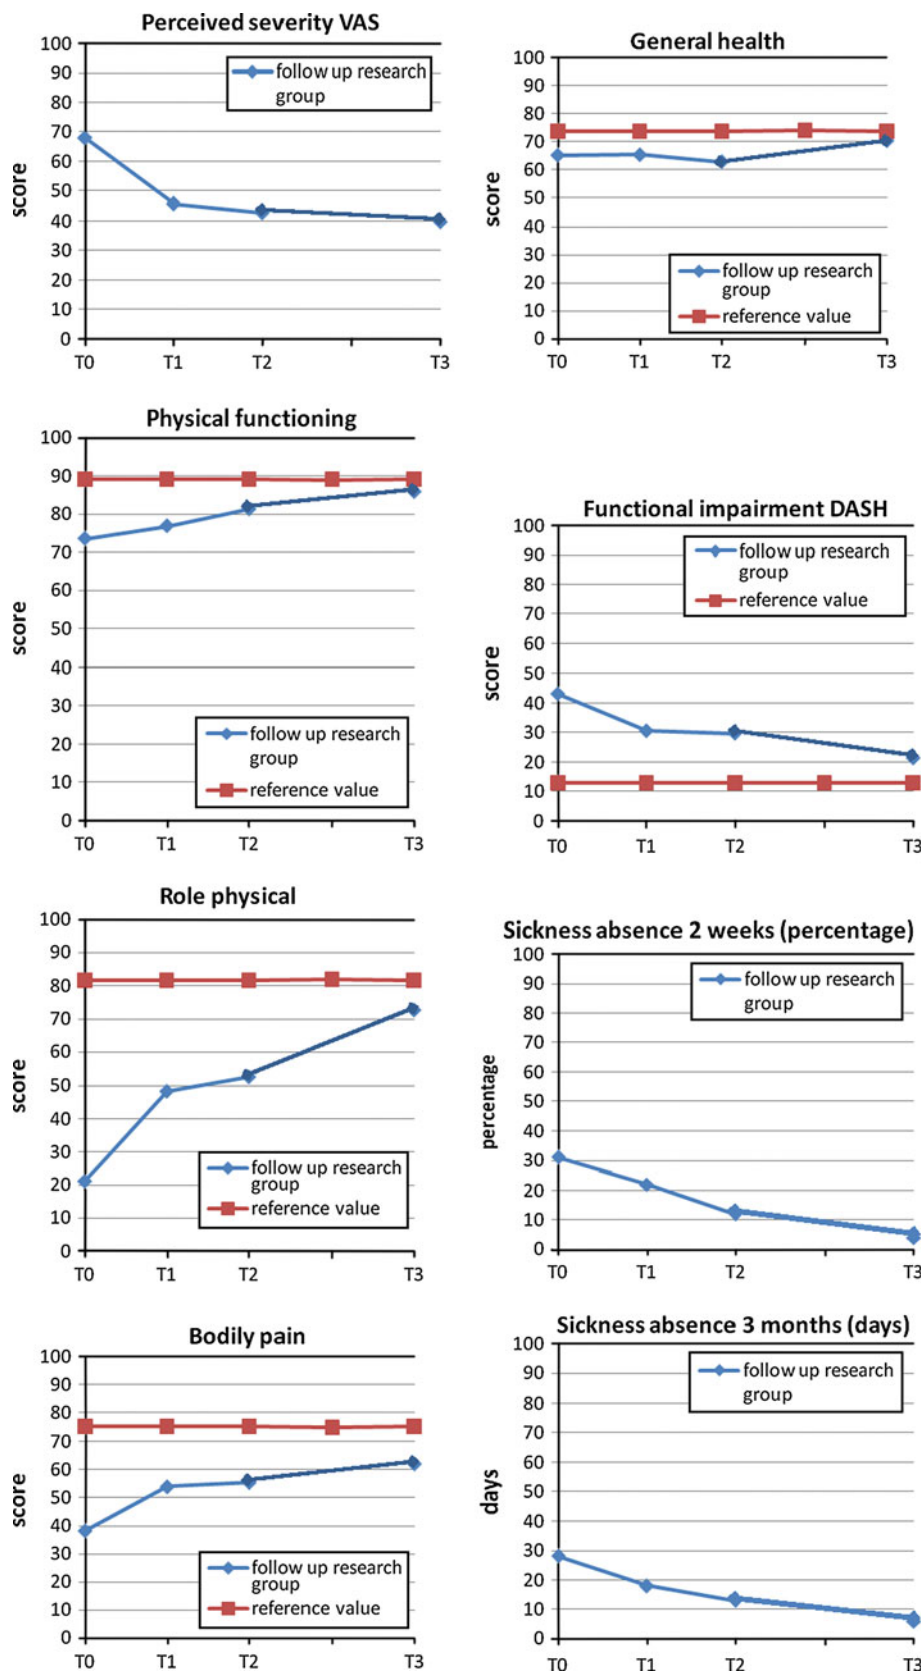 Perceived severity VAS
100
90
80
70
60
50
40
30
20
10
0
score
follow up research
group
T0 T1 T2 T3
General health
100
90
80
70
60
50
40
30
20
10
0
score
follow up research
group
reference value
T0 T1 T2 T3
Physical functioning
100
90
80
70
60
50
40
30
20
10
0
score
follow up research
group
reference value
T0 T1 T2 T3
Functional impairment DASH
100
90
80
70
60
50
40
30
20
10
0
score
follow up research
group
reference value
T0 T1 T2 T3
Role physical
100
90
80
70
60
50
40
30
20
10
0
score
follow up research
group
reference value
T0 T1 T2 T3
Sickness absence 2 weeks (percentage)
100
90
80
70
60
50
40
30
20
10
0
percentage
follow up research
group
T0 T1 T2 T3
Bodily pain
100
90
80
70
60
50
40
30
20
10
0
score
follow up research
group
reference value
T0 T1 T2 T3
Sickness absence 3 months (days)
100
90
80
70
60
50
40
30
20
10
0
days
follow up research
group
T0 T1 T2 T3